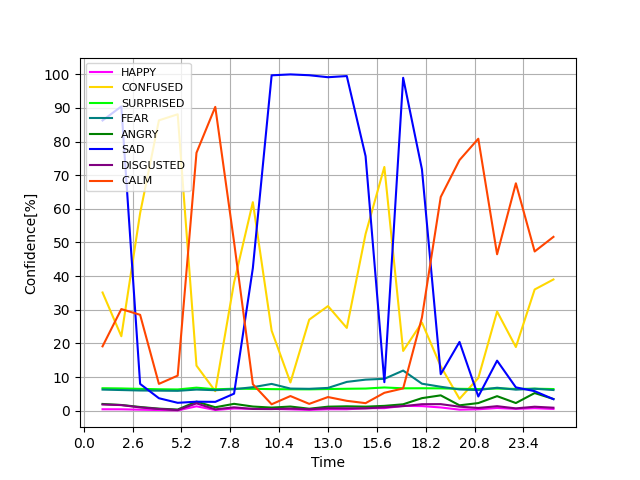 HAPPY
CONFUSED
SURPRISED
FEAR
ANGRY
SAD
DISGUSTED
CALM
Confidence[%]
100
90
80
70
60
50
40
30
20
10
0
0.0 2.6 5.2 7.8 10.4 13.0 15.6 18.2 20.8 23.4
Time